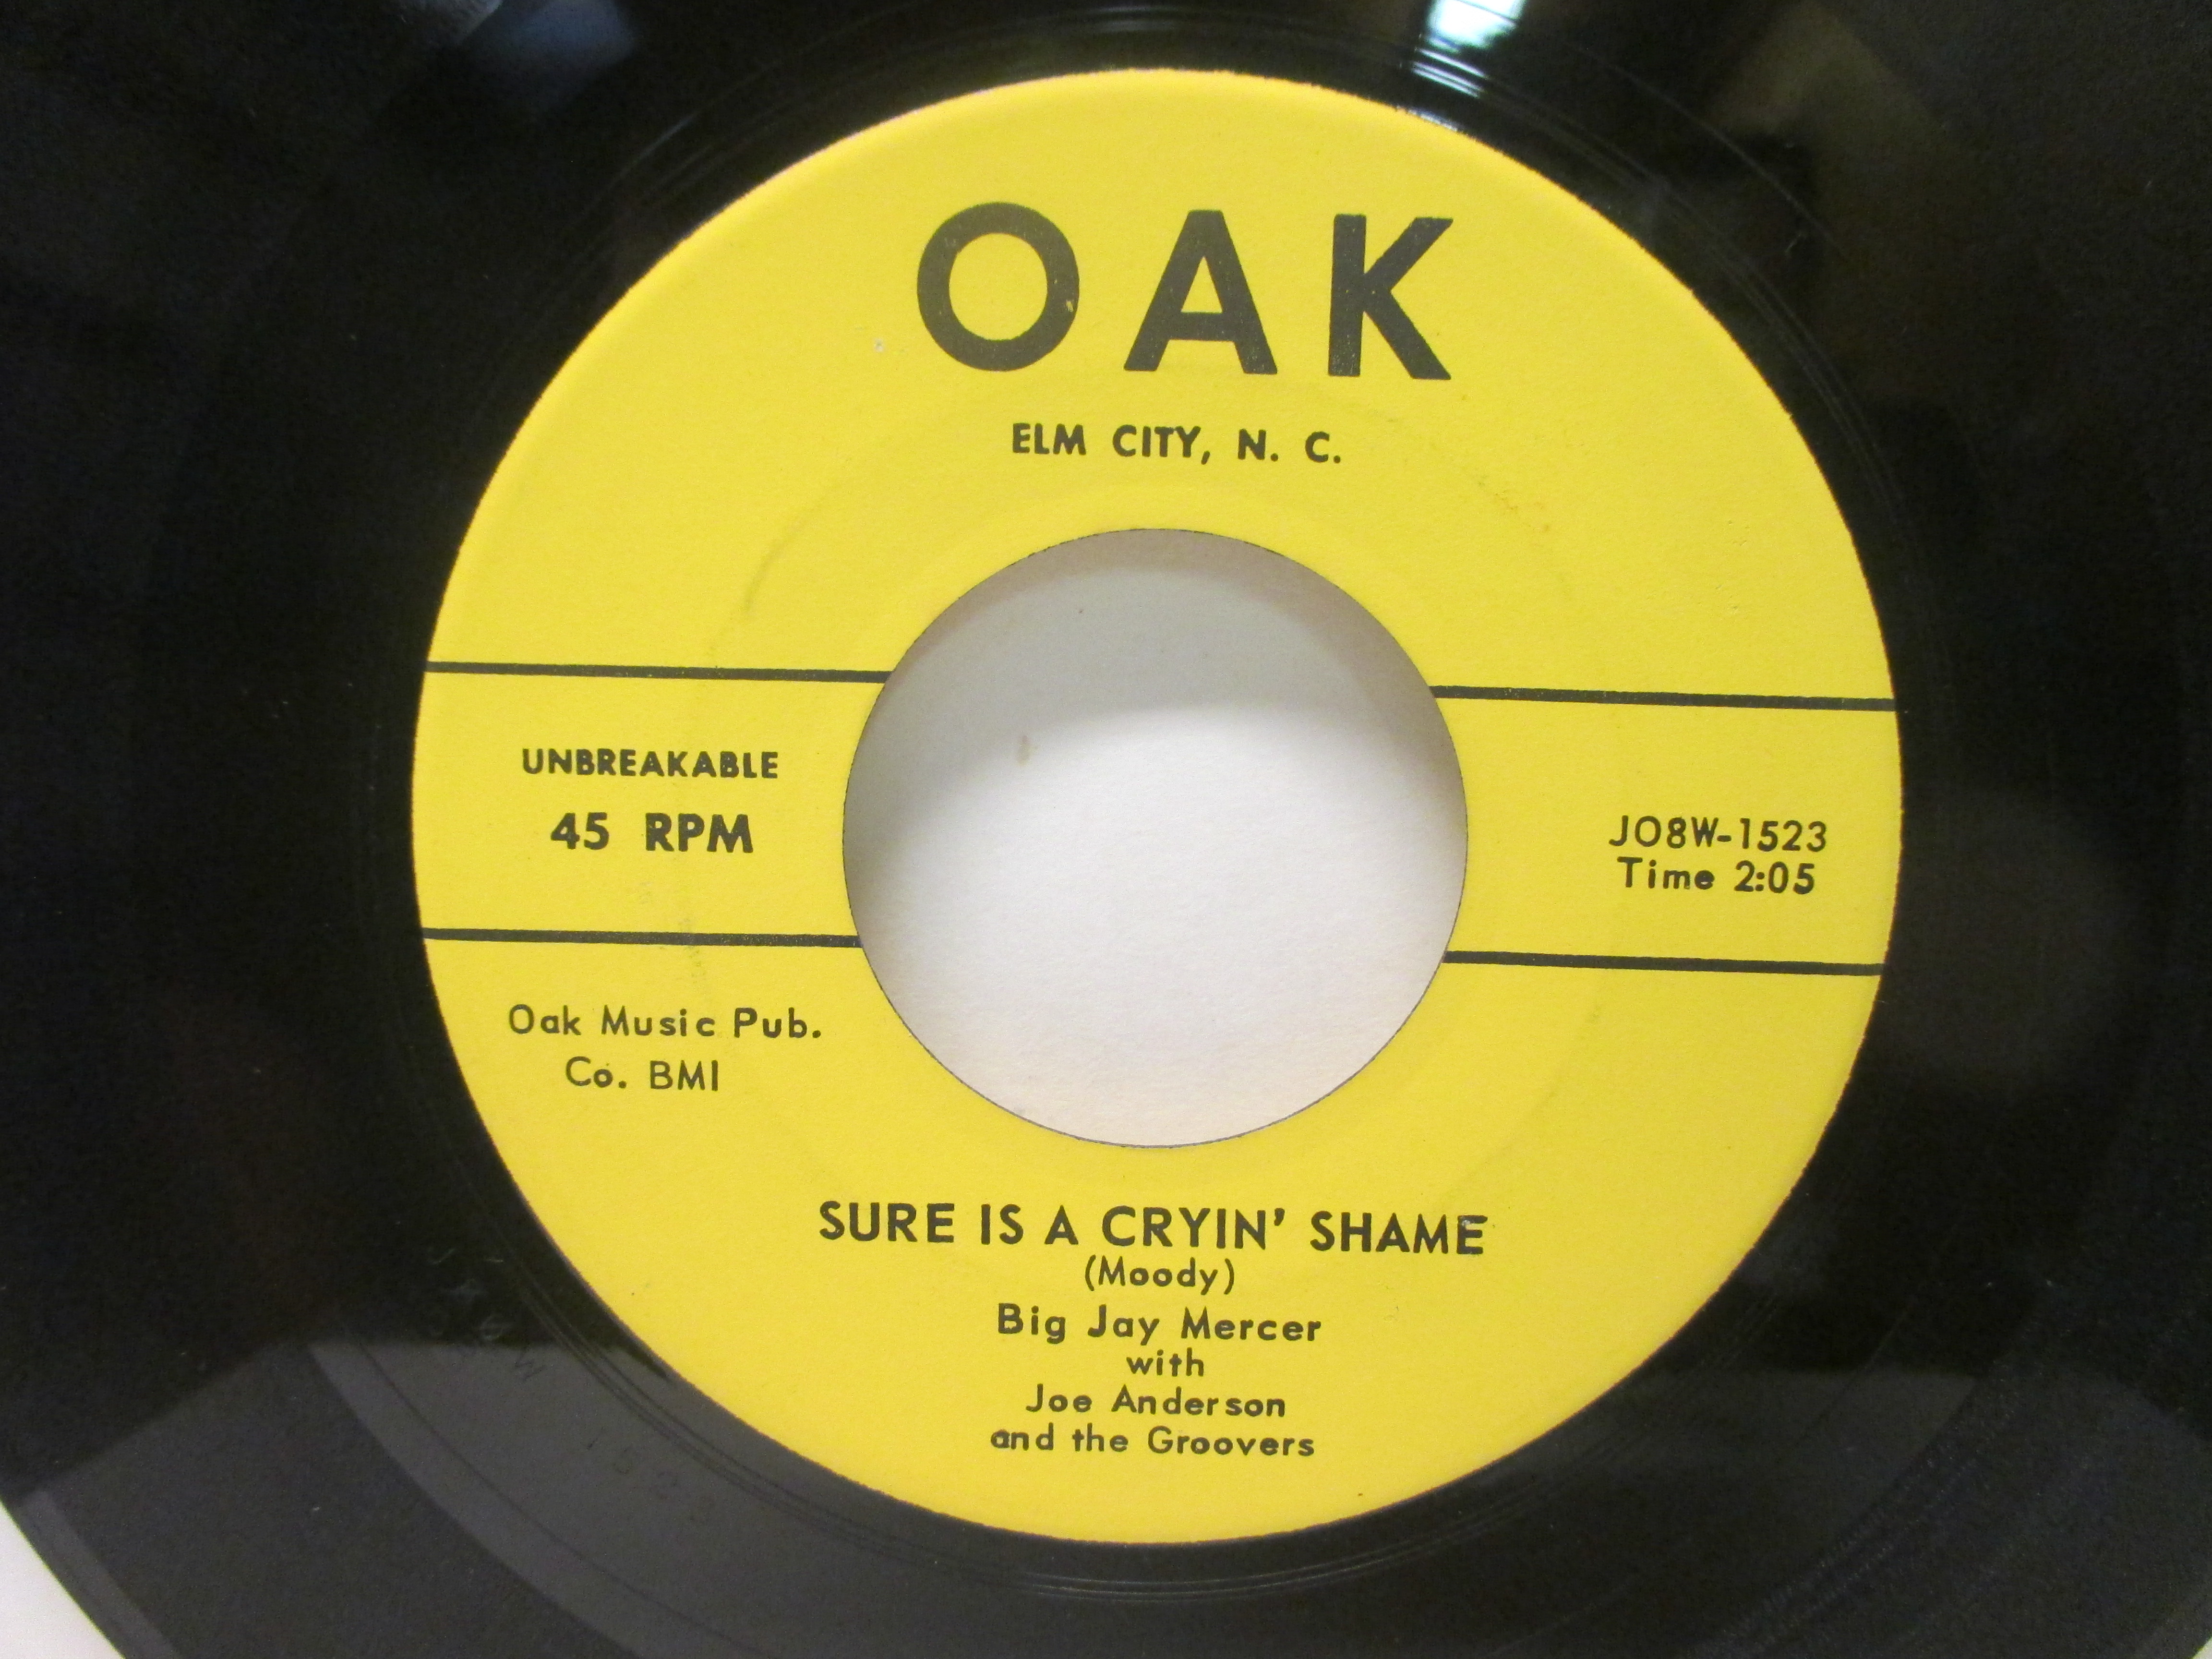 OAK
ELM CITY, N. C.
UNBREAKABLE
45 RPM
JO8W-1523
Time 2:05
Oak Music Pub.
Co. BMI
SURE IS A CRYIN' SHAME
(Moody)
Big Jay Mercer
with
Joe Anderson
and the Groovers